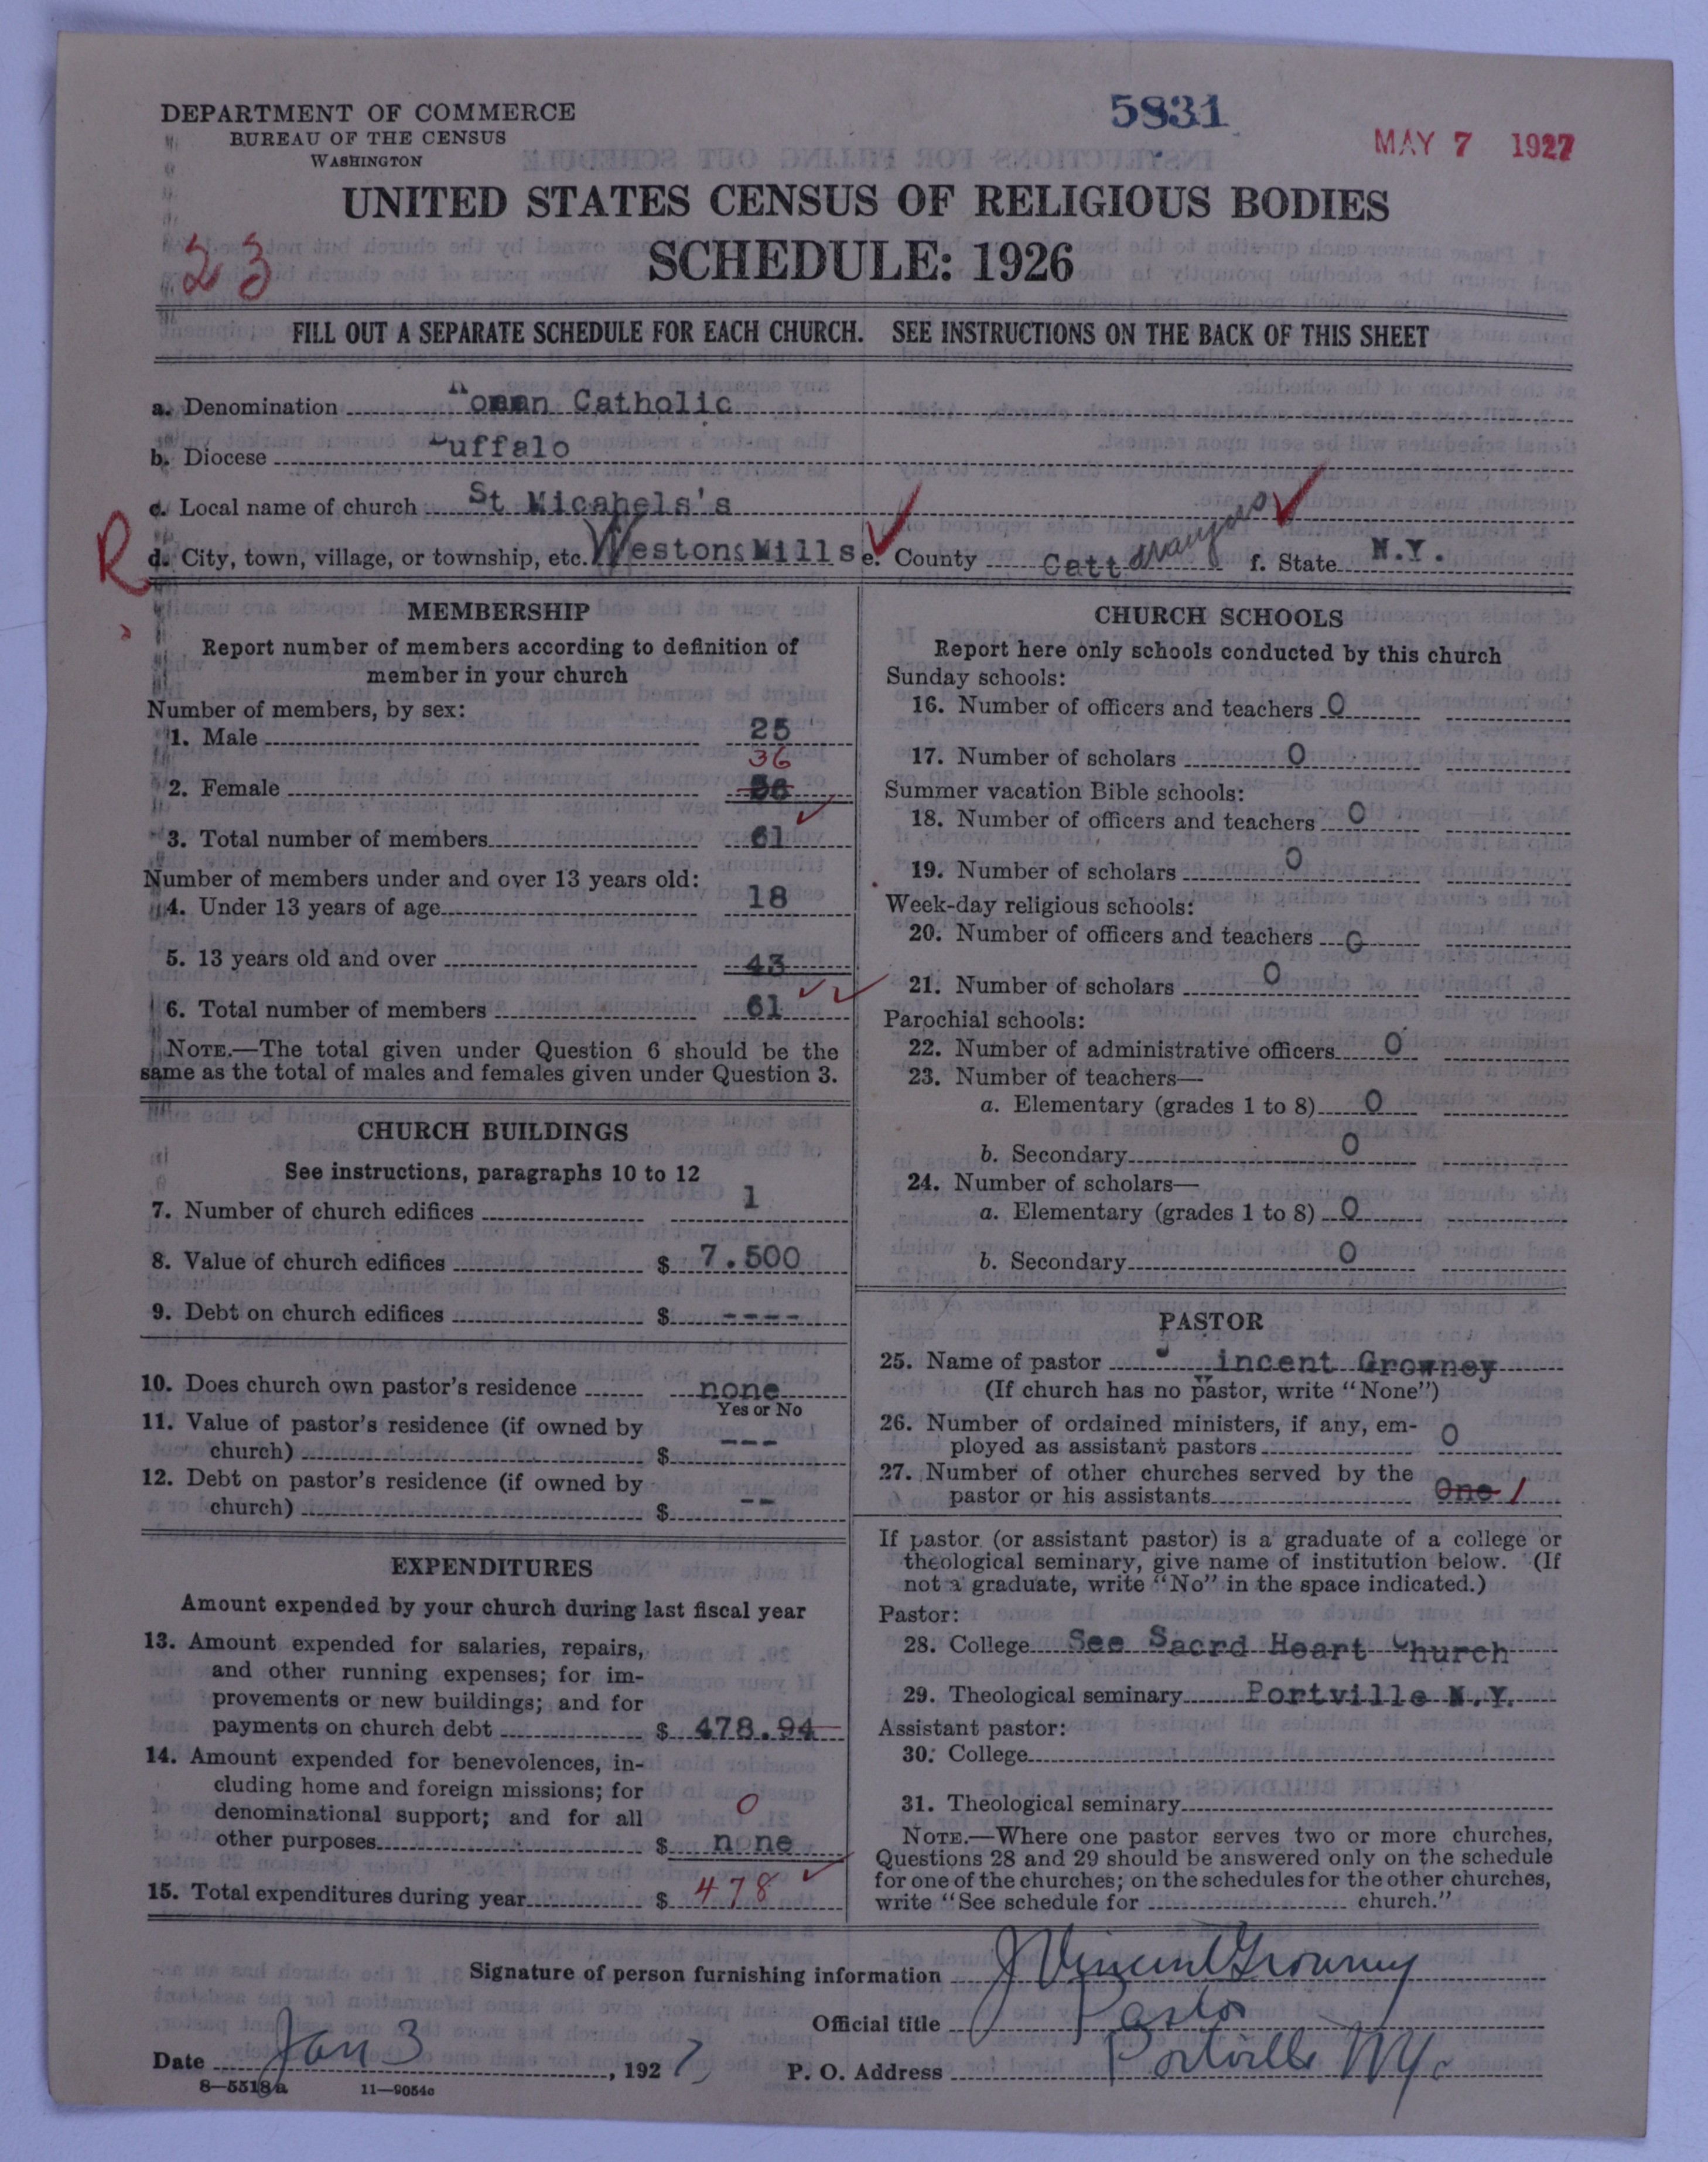 DEPARTMENT OF COMMERCE
BUREAU OF THE CENSUS
WASHINGTON
5831
MAY 7 1927
UNITED STATES CENSUS OF RELIGIOUS BODIES
SCHEDULE: 1926
23
FILL OUT A SEPARATE SCHEDULE FOR EACH CHURCH. SEE INSTRUCTIONS ON THE BACK OF THIS SHEET
a. Denomination Roman Catholic
b. Diocese Buffalo
c. Local name of church St Micahels's
R
d. City, town, village, or township, etc. Westons Mills e. County Cattaraugus f. State N.Y.
MEMBERSHIP
Report number of members according to definition of
member in your church
Number of members, by sex:
1. Male 25
36
2. Female 36
3. Total number of members 61
Number of members under and over 13 years old:
4. Under 13 years of age 18
5. 13 years old and over 43
6. Total number of members 61
NOTE.—The total given under Question 6 should be the
same as the total of males and females given under Question 3.
CHURCH BUILDINGS
See instructions, paragraphs 10 to 12
7. Number of church edifices 1
8. Value of church edifices $ 7.500
9. Debt on church edifices $ ----
10. Does church own pastor's residence none
Yes or No
11. Value of pastor's residence (if owned by
church) $ ---
12. Debt on pastor's residence (if owned by
church) $ --
EXPENDITURES
Amount expended by your church during last fiscal year
13. Amount expended for salaries, repairs,
and other running expenses; for im-
provements or new buildings; and for
payments on church debt $ 478.94
14. Amount expended for benevolences, in-
cluding home and foreign missions; for
denominational support; and for all
0
other purposes $ none
15. Total expenditures during year $ 478
CHURCH SCHOOLS
Report here only schools conducted by this church
Sunday schools:
16. Number of officers and teachers 0
17. Number of scholars 0
Summer vacation Bible schools:
18. Number of officers and teachers 0
19. Number of scholars 0
Week-day religious schools:
20. Number of officers and teachers 0
21. Number of scholars 0
Parochial schools:
22. Number of administrative officers 0
23. Number of teachers—
a. Elementary (grades 1 to 8) 0
b. Secondary 0
24. Number of scholars—
a. Elementary (grades 1 to 8) 0
b. Secondary 0
PASTOR
25. Name of pastor J Vincent Growney
(If church has no pastor, write "None")
26. Number of ordained ministers, if any, em-
ployed as assistant pastors 0
27. Number of other churches served by the
pastor or his assistants One 1
If pastor (or assistant pastor) is a graduate of a college or
theological seminary, give name of institution below. (If
not a graduate, write "No" in the space indicated.)
Pastor:
28. College See Sacrd Heart Church
29. Theological seminary Portville N.Y.
Assistant pastor:
30. College
31. Theological seminary
NOTE.—Where one pastor serves two or more churches,
Questions 28 and 29 should be answered only on the schedule
for one of the churches; on the schedules for the other churches,
write "See schedule for church."
Signature of person furnishing information J Vincent Growney
Official title Pastor
Date Jan 3, 1927 P. O. Address Portville N.Y.
8—5518a 11—9054c